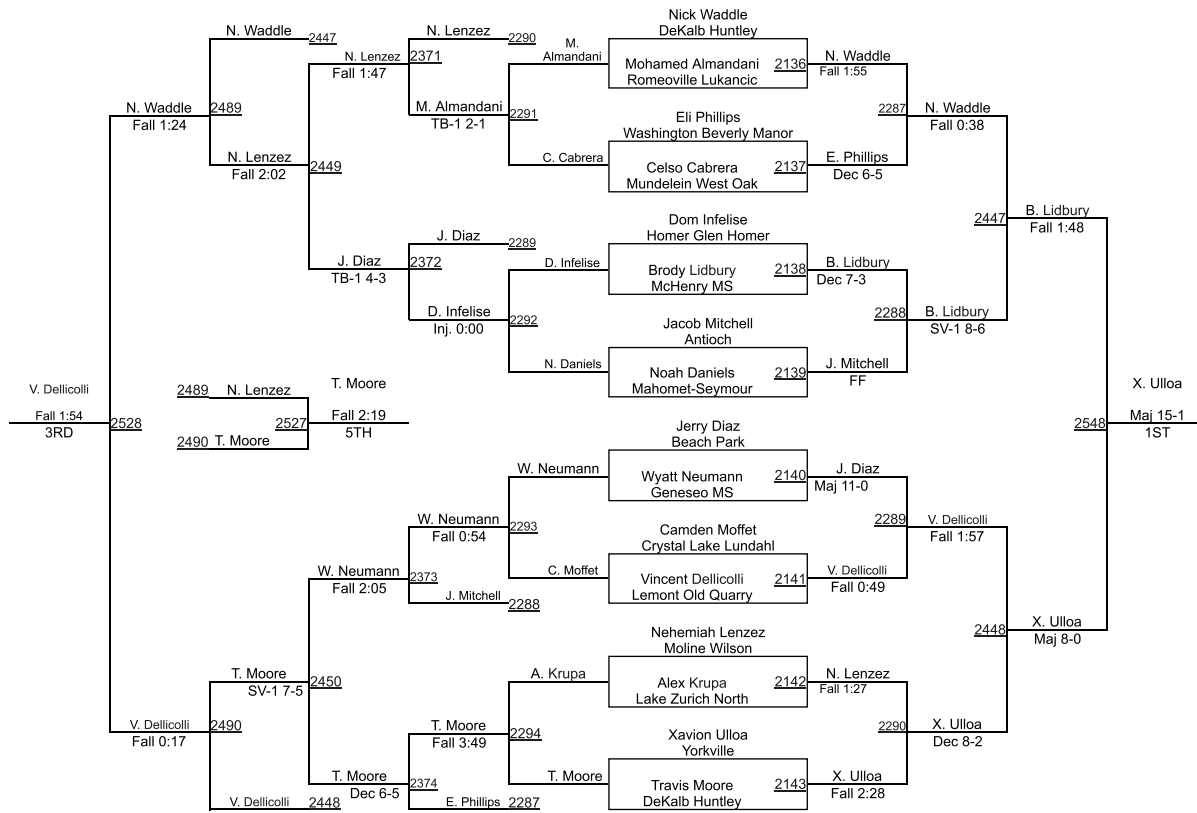 Nick Waddle
DeKalb Huntley
N. Waddle
2447
N. Lenzez
2290
M.
Almandani
N. Lenzez
2371
Fall 1:47
Mohamed Almandani
2136
Romeoville Lukancic
N. Waddle
Fall 1:55
N. Waddle
2489
Fall 1:24
M. Almandani
2291
TB-1 2-1
Eli Phillips
Washington Beverly Manor
2287
N. Waddle
Fall 0:38
N. Lenzez
2449
Fall 2:02
C. Cabrera
Celso Cabrera
2137
Mundelein West Oak
E. Phillips
Dec 6-5
Dom Infelise
Homer Glen Homer
2447
B. Lidbury
Fall 1:48
J. Diaz
2289
J. Diaz
2372
TB-1 4-3
D. Infelise
Brody Lidbury
2138
McHenry MS
B. Lidbury
Dec 7-3
D. Infelise
2292
Inj. 0:00
Jacob Mitchell
Antioch
2288
B. Lidbury
SV-1 8-6
N. Daniels
Noah Daniels
2139
Mahomet-Seymour
J. Mitchell
FF
V. Dellicolli
Fall 1:54
3RD
2528
2489
N. Lenzez
2527
2490
T. Moore
T. Moore
Fall 2:19
5TH
X. Ulloa
2548
Maj 15-1
1ST
Jerry Diaz
Beach Park
W. Neumann
Wyatt Neumann
2140
Geneseo MS
J. Diaz
Maj 11-0
W. Neumann
2293
Fall 0:54
Camden Moffet
Crystal Lake Lundahl
2289
V. Dellicolli
Fall 1:57
W. Neumann
2373
Fall 2:05
C. Moffet
Vincent Dellicolli
2141
Lemont Old Quarry
V. Dellicolli
Fall 0:49
J. Mitchell
2288
Nehemiah Lenzez
Moline Wilson
2448
X. Ulloa
Maj 8-0
T. Moore
2450
SV-1 7-5
A. Krupa
Alex Krupa
2142
Lake Zurich North
N. Lenzez
Fall 1:27
V. Dellicolli
2490
Fall 0:17
T. Moore
2294
Fall 3:49
Xavion Ulloa
Yorkville
2290
X. Ulloa
Dec 8-2
T. Moore
2374
Dec 6-5
T. Moore
Travis Moore
2143
DeKalb Huntley
X. Ulloa
Fall 2:28
V. Dellicolli
2448
E. Phillips
2287